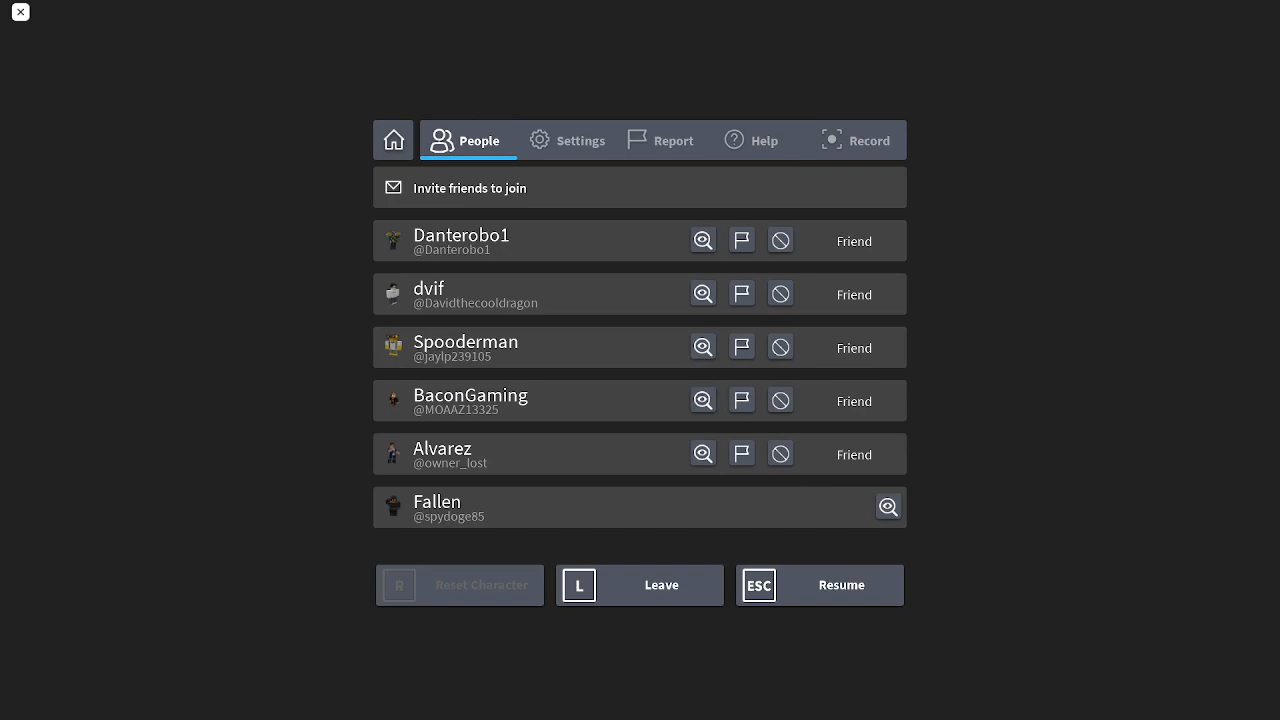 People
Settings
Report
Help
Record
Invite friends to join
Danterobo1
@Danterobo1
Friend
dvif
@Davidthecooldragon
Friend
Spooderman
@jaylp239105
Friend
BaconGaming
@MOAAZ13325
Friend
Alvarez
@owner_lost
Friend
Fallen
@spydoge85
R Reset Character
L Leave
ESC Resume